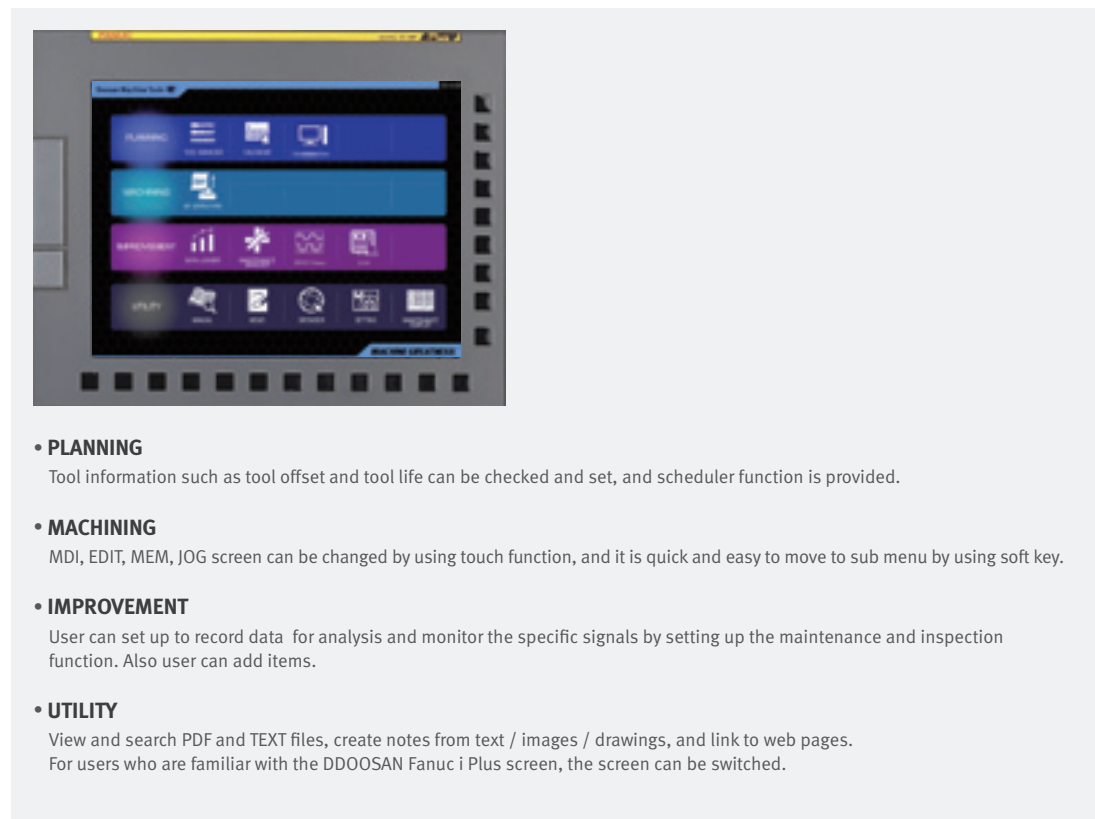 FANUC
PLANNING
MACHINING
IMPROVEMENT
UTILITY
• PLANNING
Tool information such as tool offset and tool life can be checked and set, and scheduler function is provided.
• MACHINING
MDI, EDIT, MEM, JOG screen can be changed by using touch function, and it is quick and easy to move to sub menu by using soft key.
• IMPROVEMENT
User can set up to record data  for analysis and monitor the specific signals by setting up the maintenance and inspection
function. Also user can add items.
• UTILITY
View and search PDF and TEXT files, create notes from text / images / drawings, and link to web pages.
For users who are familiar with the DDOOSAN Fanuc i Plus screen, the screen can be switched.